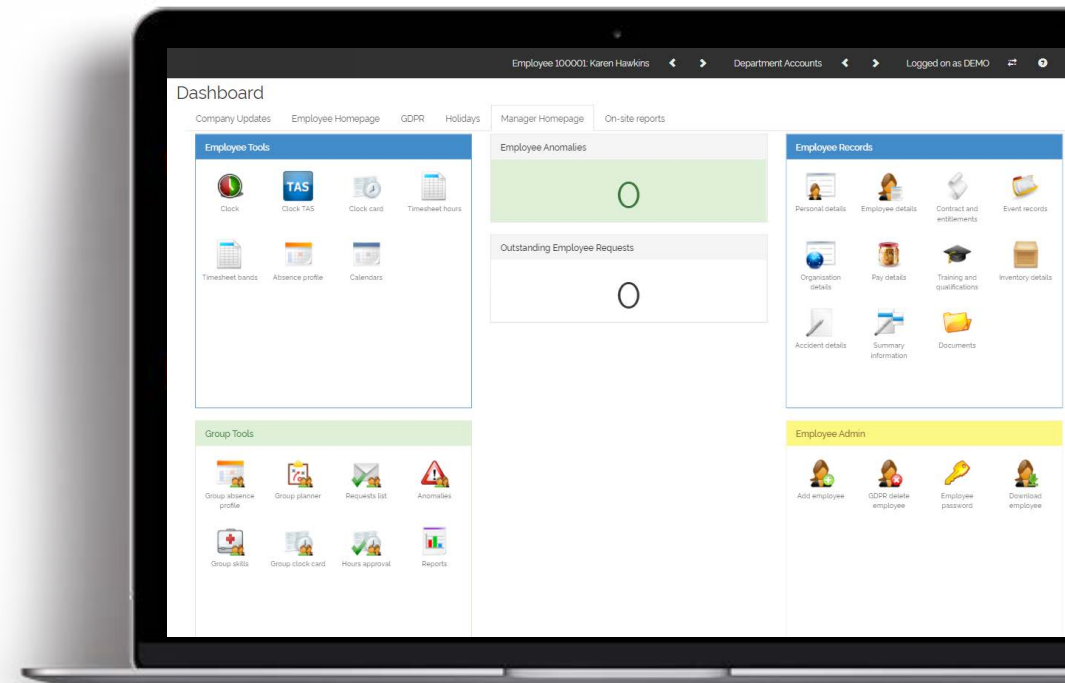 Employee 100001: Karen Hawkins
Department Accounts
Logged on as DEMO
Dashboard
Company Updates
Employee Homepage
GDPR
Holidays
Manager Homepage
On-site reports
Employee Tools
Clock
TAS
Clock TAS
Clock card
Timesheet hours
Timesheet bands
Absence profile
Calendars
Employee Anomalies
0
Outstanding Employee Requests
0
Employee Records
Personal details
Employee details
Contract and
entitlements
Event records
Organisation
details
Pay details
Training and
qualifications
Inventory details
Accident details
Summary
information
Documents
Group Tools
Group absence
profile
Group planner
Requests list
Anomalies
Group skills
Group clock card
Hours approval
Reports
Employee Admin
Add employee
GDPR delete
employee
Employee
password
Download
employee